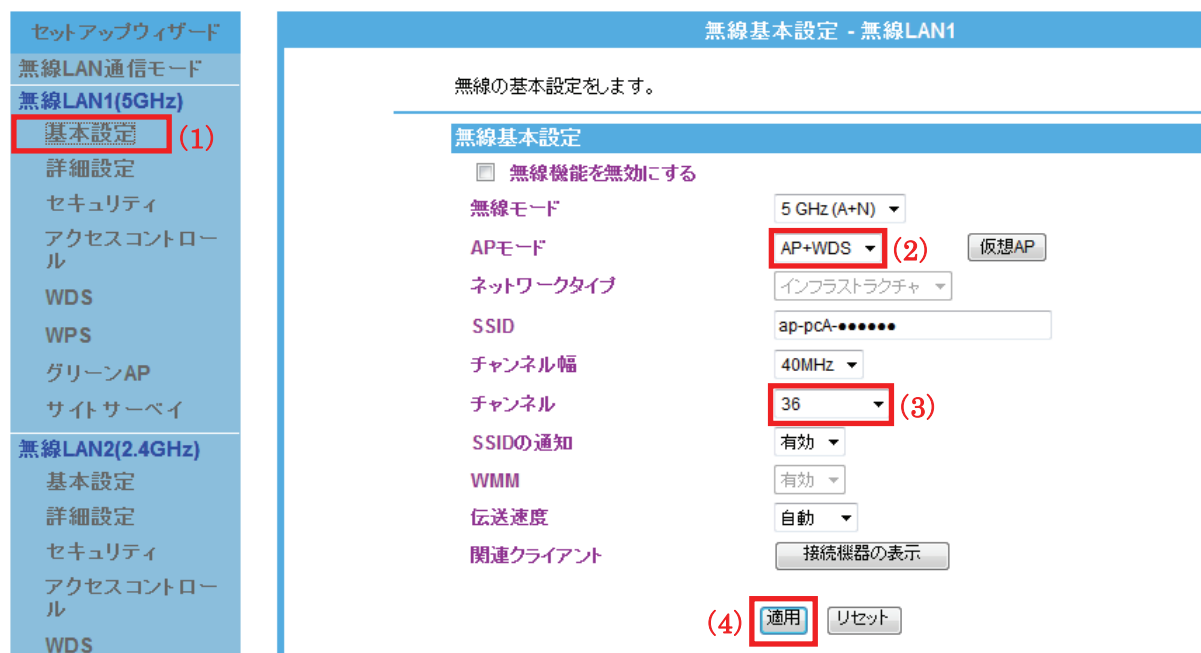 セットアップウィザード
無線LAN通信モード
無線LAN1(5GHz)
基本設定 (1)
詳細設定
セキュリティ
アクセスコントロー
ル
WDS
WPS
グリーンAP
サイトサーベイ
無線LAN2(2.4GHz)
基本設定
詳細設定
セキュリティ
アクセスコントロー
ル
WDS
無線基本設定 - 無線LAN1
無線の基本設定をします。
無線基本設定
無線機能を無効にする
無線モード 5 GHz (A+N)
APモード AP+WDS (2) 仮想AP
ネットワークタイプ インフラストラクチャ
SSID ap-pcA-●●●●●●
チャンネル幅 40MHz
チャンネル 36 (3)
SSIDの通知 有効
WMM 有効
伝送速度 自動
関連クライアント 接続機器の表示
(4) 適用 リセット